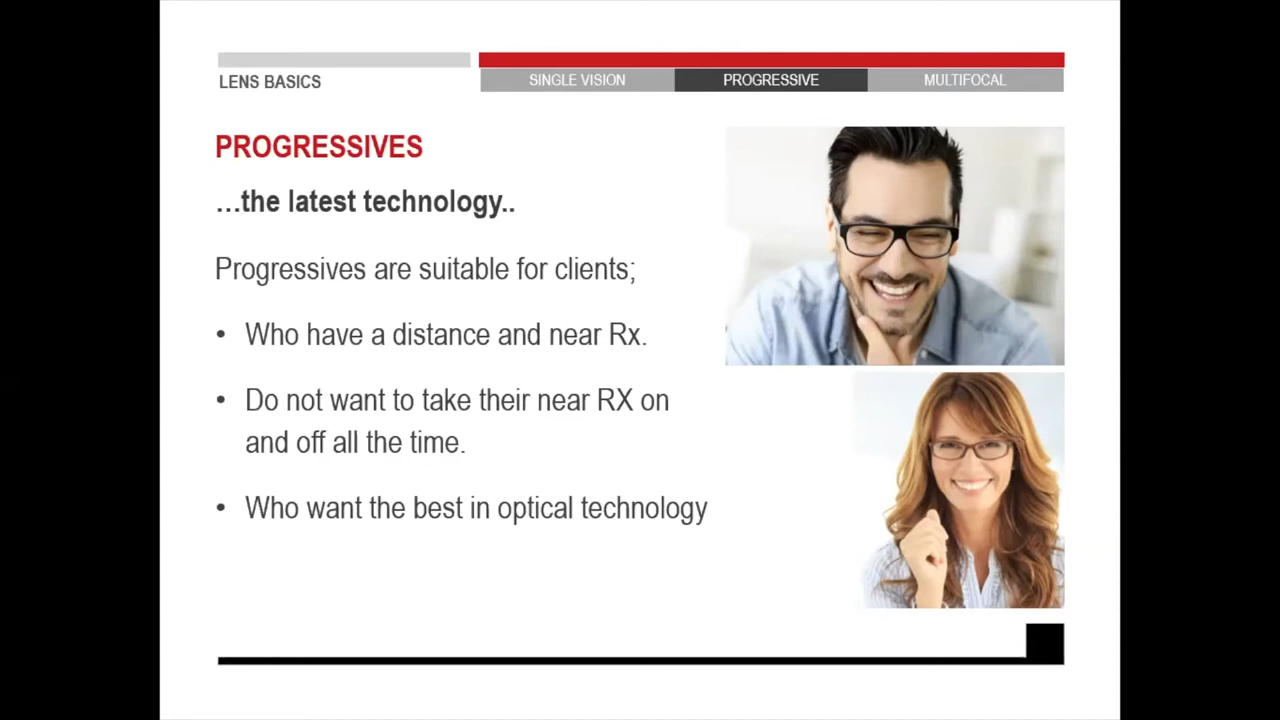 LENS BASICS
SINGLE VISION
PROGRESSIVE
MULTIFOCAL
PROGRESSIVES
…the latest technology..
Progressives are suitable for clients;
• Who have a distance and near Rx.
• Do not want to take their near RX on
and off all the time.
• Who want the best in optical technology